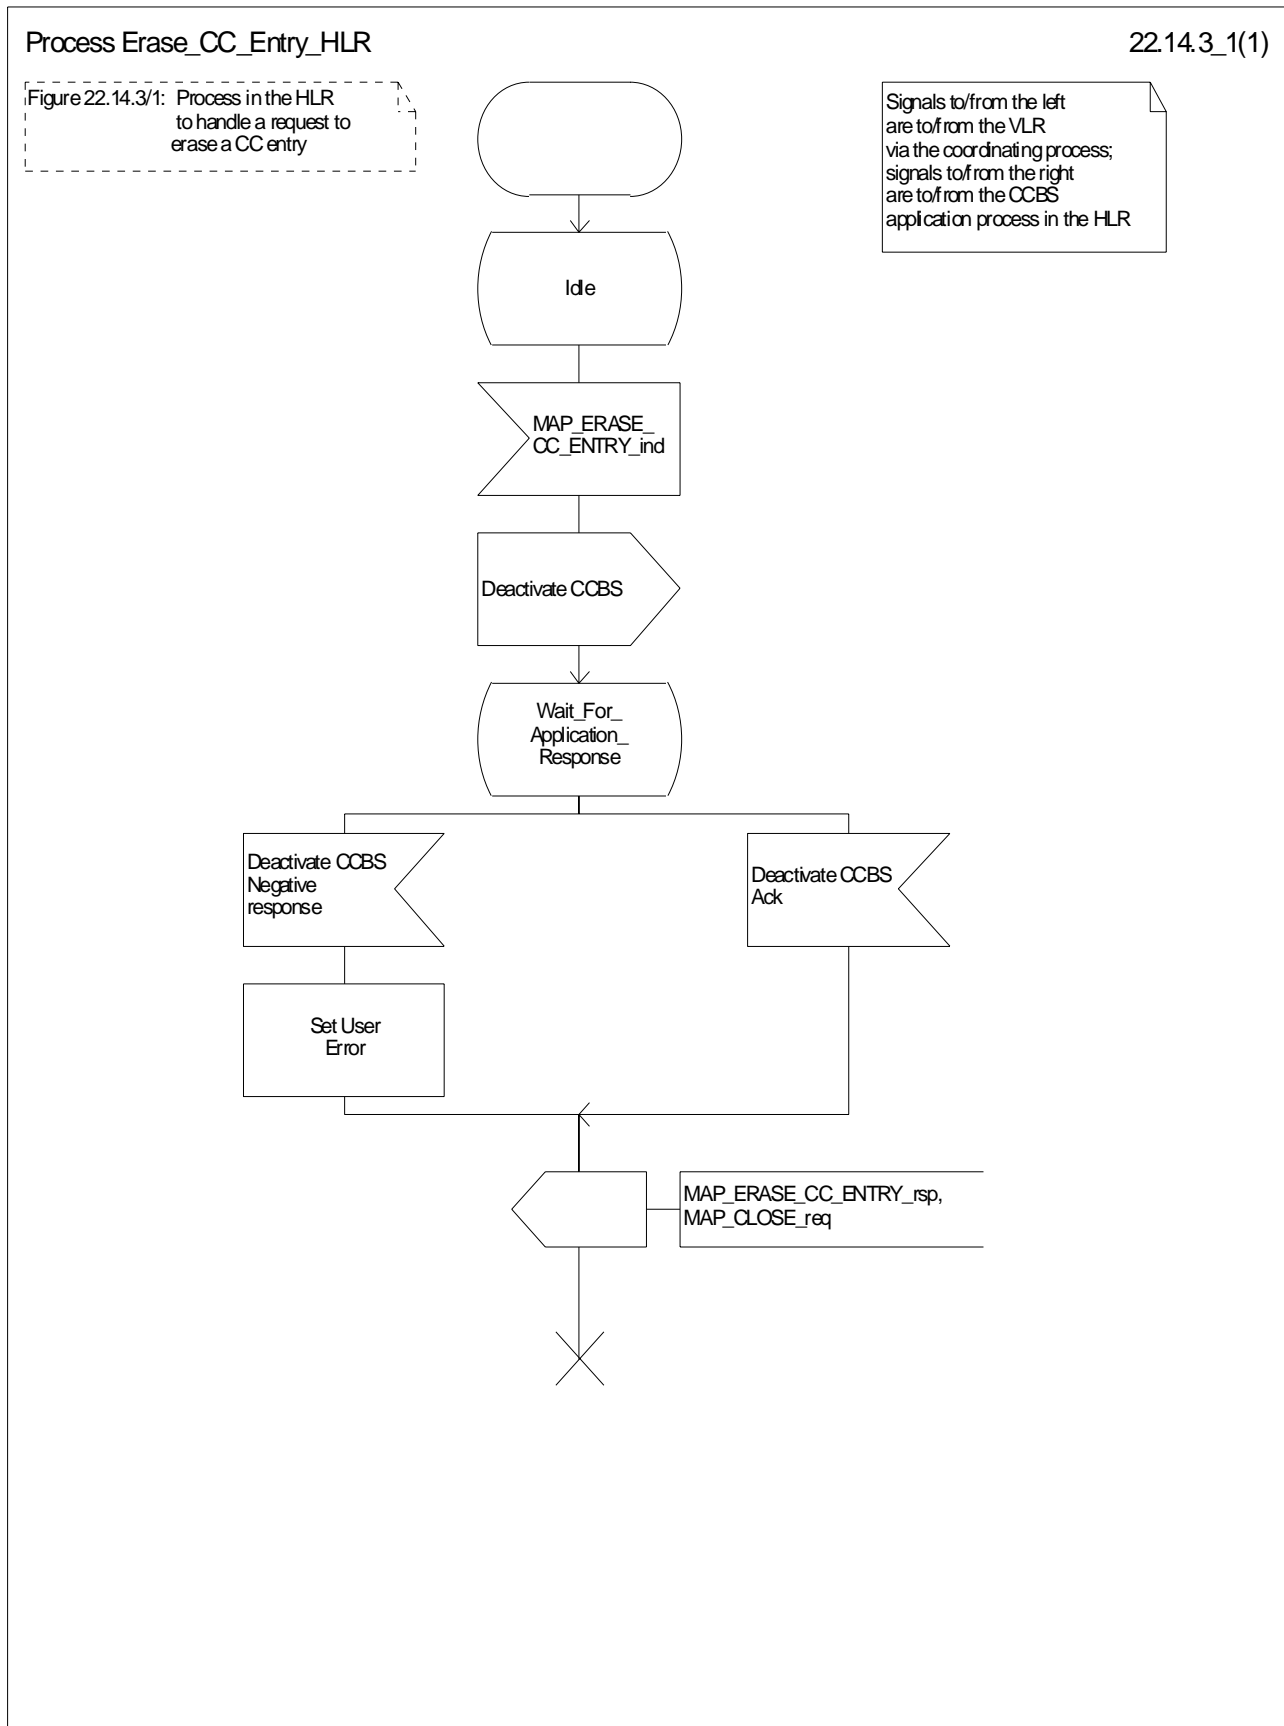 Process Erase_CC_Entry_HLR
22.14.3_1(1)
Figure 22.14.3/1: Process in the HLR
to handle a request to
erase a CC entry
Signals to/from the left
are to/from the VLR
via the coordinating process;
signals to/from the right
are to/from the CCBS
application process in the HLR
Idle
MAP_ERASE_
CC_ENTRY_ind
Deactivate CCBS
Wait_For_
Application_
Response
Deactivate CCBS
Negative
response
Deactivate CCBS
Ack
Set User
Error
MAP_ERASE_CC_ENTRY_rsp,
MAP_CLOSE_req